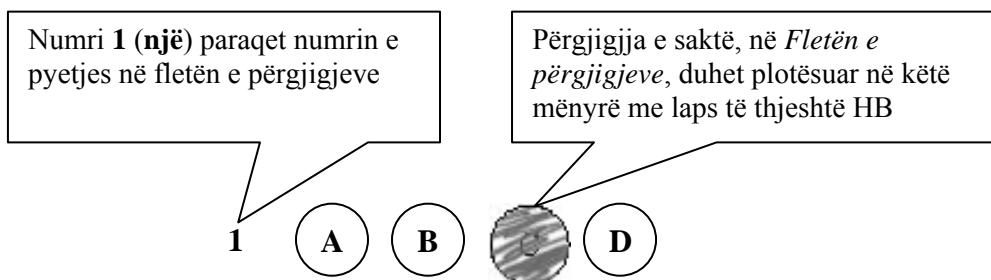 Numri 1 (një) paraqet numrin e
pyetjes në fletën e përgjigjeve
Përgjigjja e saktë, në Fletën e
përgjigjeve, duhet plotësuar në këtë
mënyrë me laps të thjeshtë HB
1 A B D